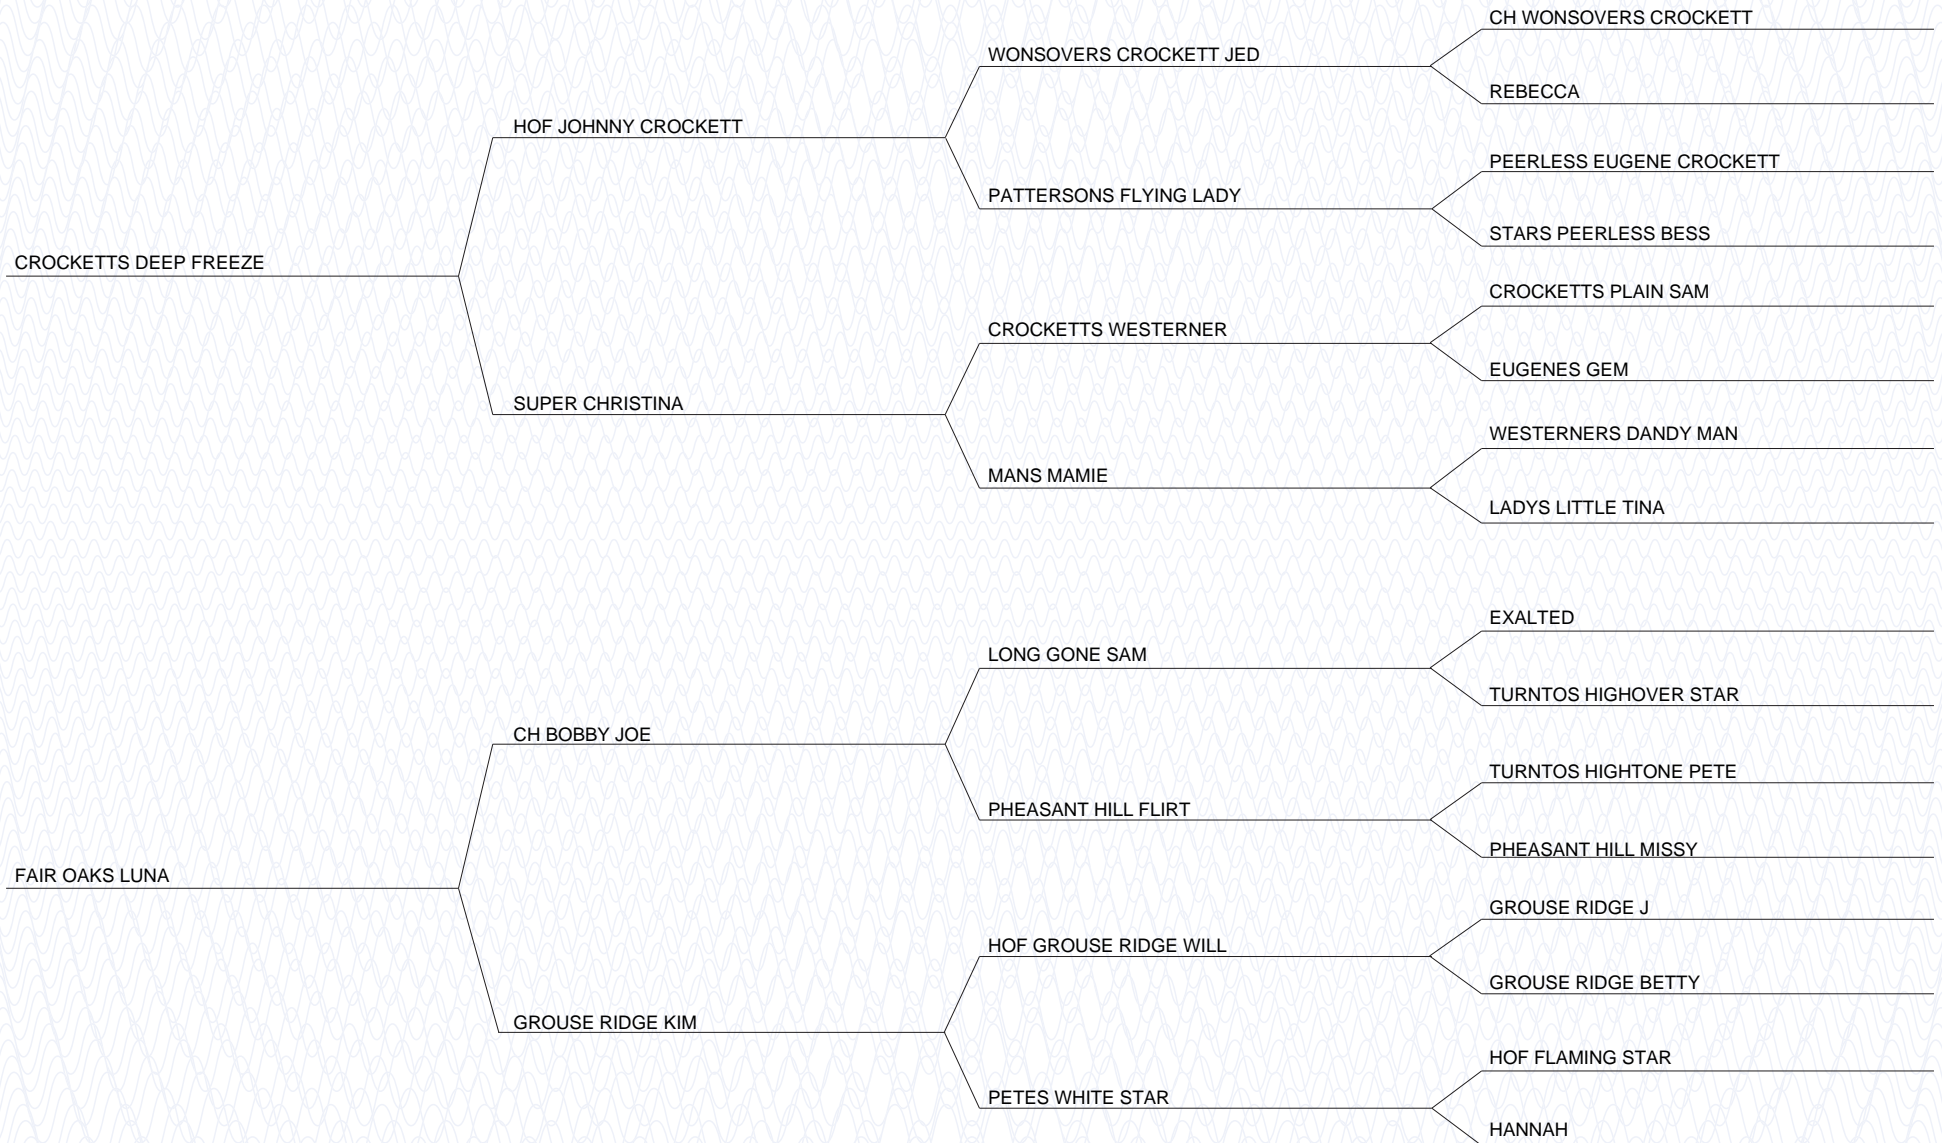 CH WONSOVERS CROCKETT
WONSOVERS CROCKETT JED
REBECCA
HOF JOHNNY CROCKETT
PEERLESS EUGENE CROCKETT
PATTERSONS FLYING LADY
STARS PEERLESS BESS
CROCKETTS DEEP FREEZE
CROCKETTS PLAIN SAM
CROCKETTS WESTERNER
EUGENES GEM
SUPER CHRISTINA
WESTERNERS DANDY MAN
MANS MAMIE
LADYS LITTLE TINA
EXALTED
LONG GONE SAM
TURNTOS HIGHOVER STAR
CH BOBBY JOE
TURNTOS HIGHTONE PETE
PHEASANT HILL FLIRT
PHEASANT HILL MISSY
FAIR OAKS LUNA
GROUSE RIDGE J
HOF GROUSE RIDGE WILL
GROUSE RIDGE BETTY
GROUSE RIDGE KIM
HOF FLAMING STAR
PETES WHITE STAR
HANNAH